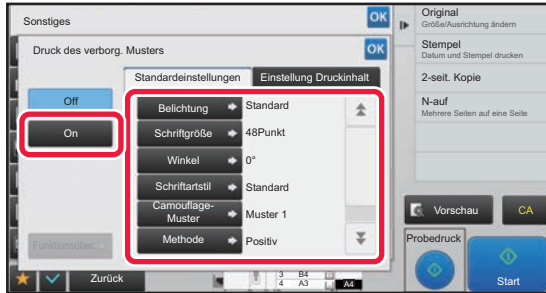 Sonstiges
OK
Druck des verborg. Musters
OK
Standardeinstellungen
Einstellung Druckinhalt
Off
On
Belichtung
Standard
Schriftgröße
48Punkt
Winkel
0°
Schriftartstil
Standard
Camouflage-
Muster
Muster 1
Methode
Positiv
Funktionsüber.
Zurück
3 B4
4 A3
A4
Original
Größe/Ausrichtung ändern
Stempel
Datum und Stempel drucken
2-seit. Kopie
N-auf
Mehrere Seiten auf eine Seite
Vorschau
CA
Probedruck
Start